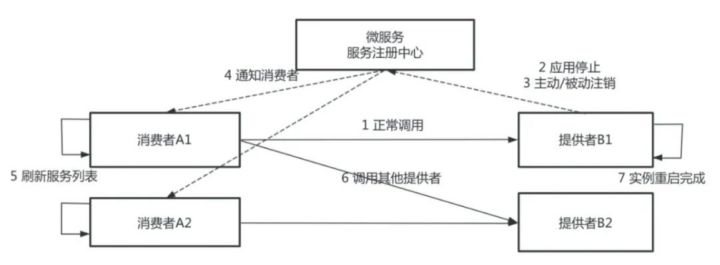 微服务
服务注册中心
4 通知消费者
2 应用停止
3 主动/被动注销
消费者A1
1 正常调用
提供者B1
5 刷新服务列表
6 调用其他提供者
7 实例重启完成
消费者A2
提供者B2